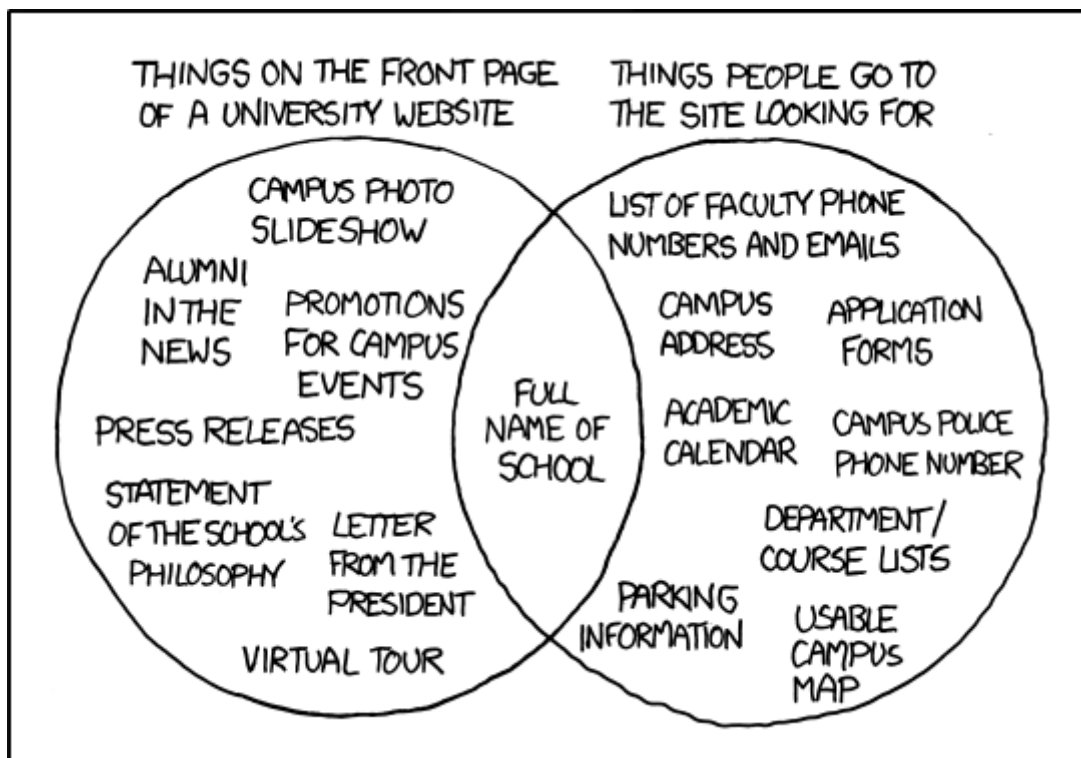 THINGS ON THE FRONT PAGE
OF A UNIVERSITY WEBSITE
THINGS PEOPLE GO TO
THE SITE LOOKING FOR
CAMPUS PHOTO
SLIDESHOW
ALUMNI
IN THE
NEWS
PROMOTIONS
FOR CAMPUS
EVENTS
PRESS RELEASES
STATEMENT
OF THE SCHOOL'S
PHILOSOPHY
LETTER
FROM THE
PRESIDENT
VIRTUAL TOUR
FULL
NAME OF
SCHOOL
LIST OF FACULTY PHONE
NUMBERS AND EMAILS
CAMPUS
ADDRESS
APPLICATION
FORMS
ACADEMIC
CALENDAR
CAMPUS POLICE
PHONE NUMBER
DEPARTMENT/
COURSE LISTS
PARKING
INFORMATION
USABLE
CAMPUS
MAP